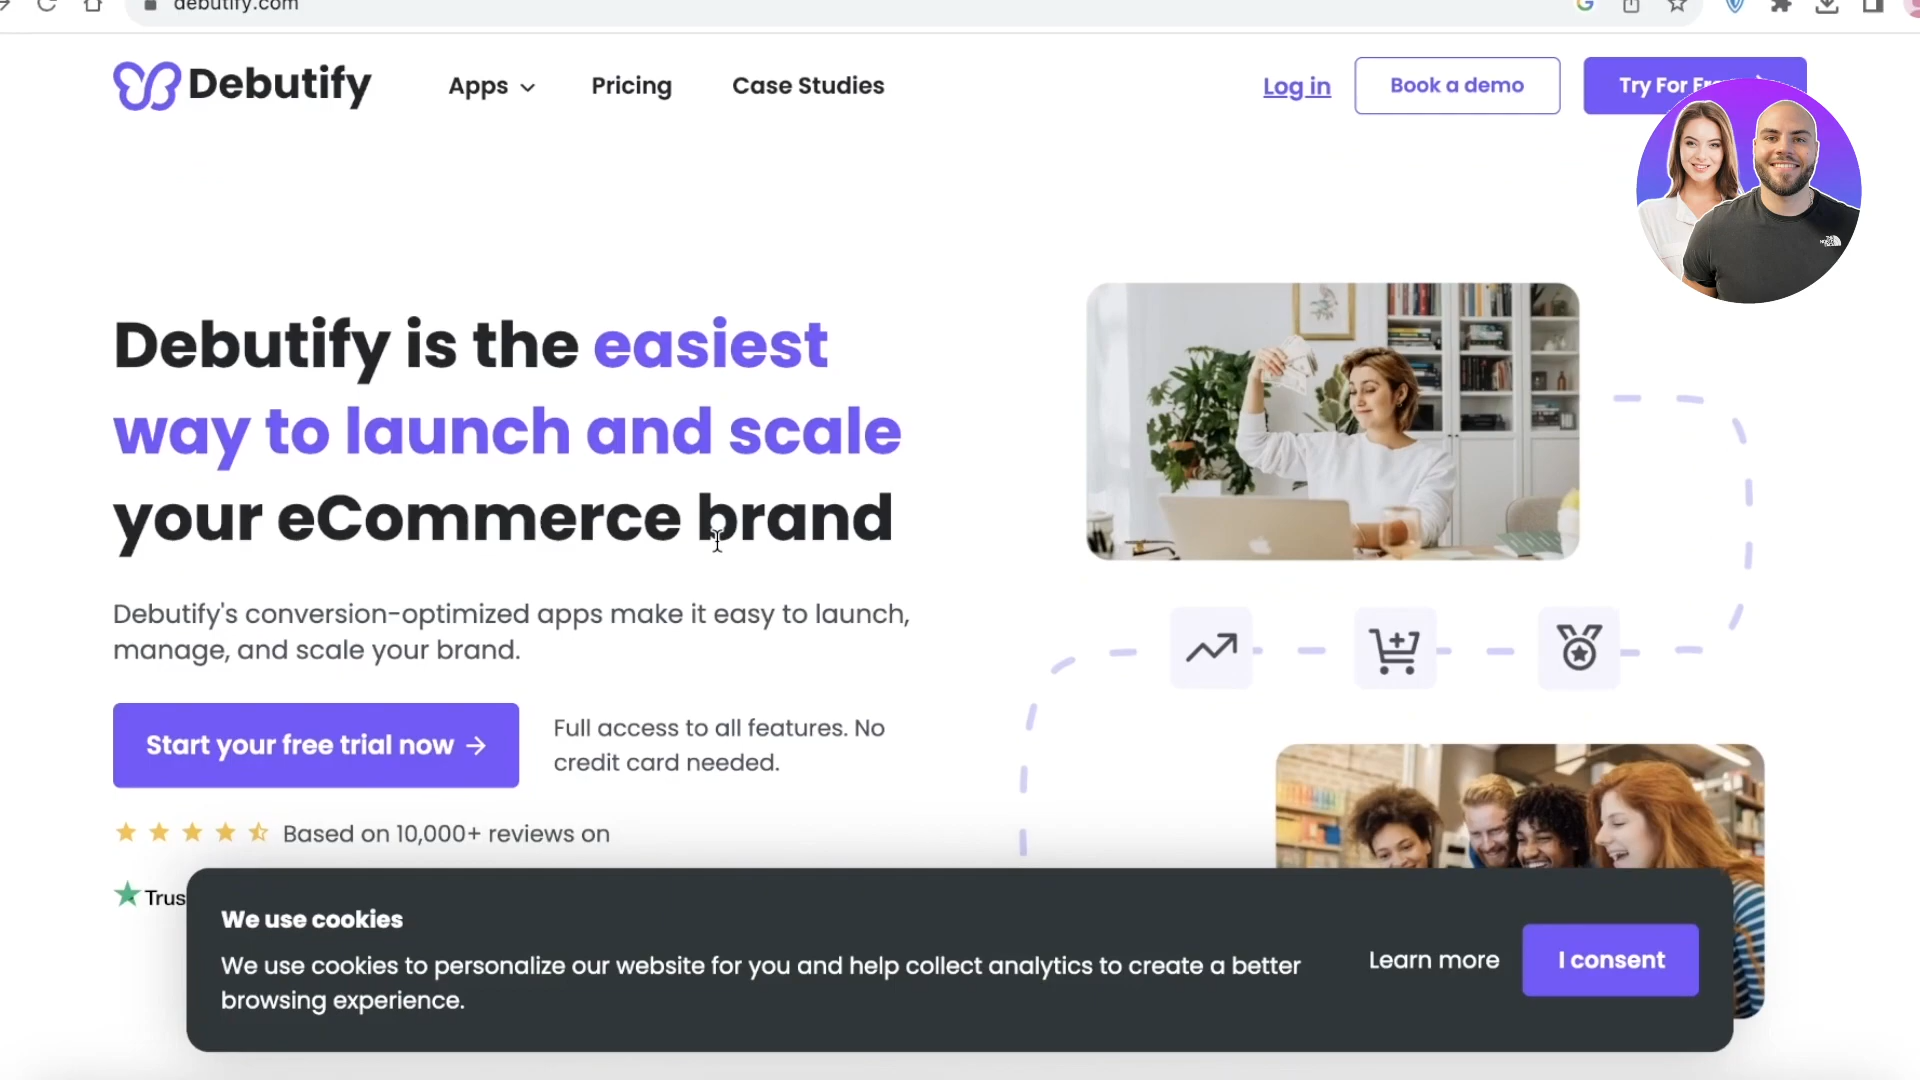 debutify.com
Debutify
Apps
Pricing
Case Studies
Log in
Book a demo
Try For
Debutify is the easiest
way to launch and scale
your eCommerce brand
Debutify's conversion-optimized apps make it easy to launch,
manage, and scale your brand.
Start your free trial now →
Full access to all features. No
credit card needed.
Based on 10,000+ reviews on
Trus
We use cookies
We use cookies to personalize our website for you and help collect analytics to create a better
browsing experience.
Learn more
I consent